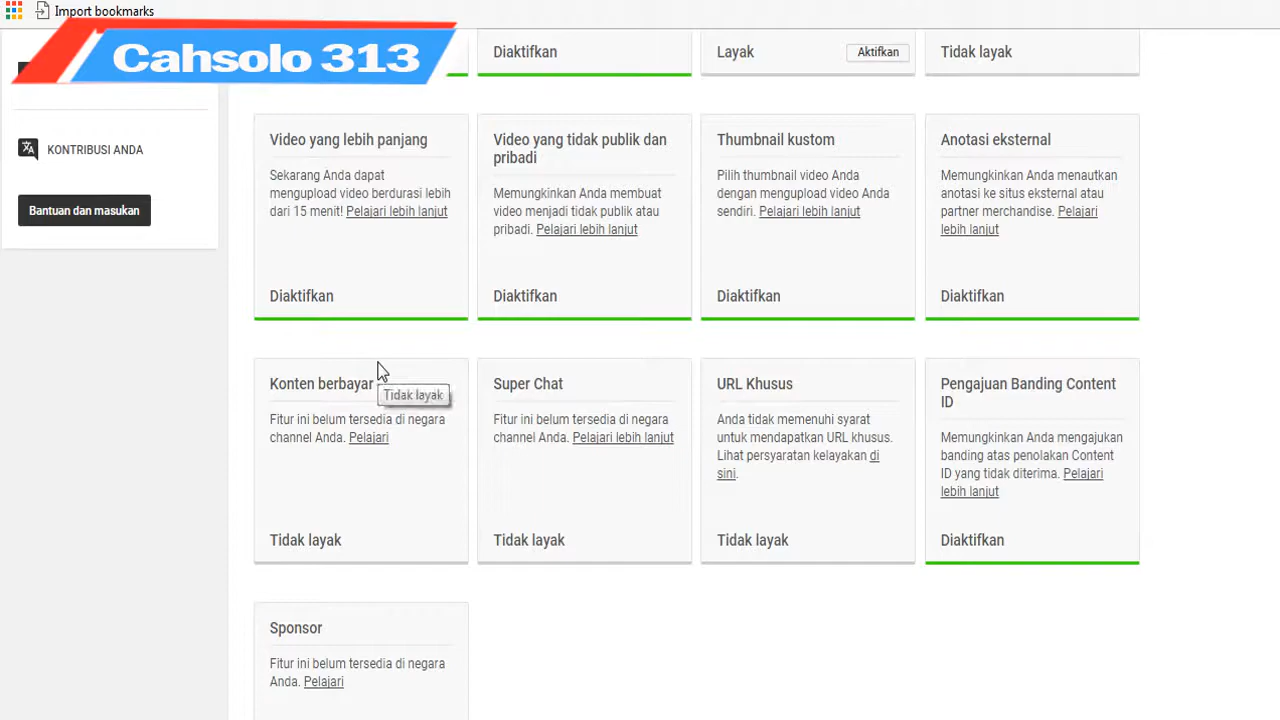 Import bookmarks
Cahsolo 313
Diaktifkan
Layak
Aktifkan
Tidak layak
KONTRIBUSI ANDA
Bantuan dan masukan
Video yang lebih panjang
Sekarang Anda dapat
mengupload video berdurasi lebih
dari 15 menit! Pelajari lebih lanjut
Diaktifkan
Video yang tidak publik dan
pribadi
Memungkinkan Anda membuat
video menjadi tidak publik atau
pribadi. Pelajari lebih lanjut
Diaktifkan
Thumbnail kustom
Pilih thumbnail video Anda
dengan mengupload video Anda
sendiri. Pelajari lebih lanjut
Diaktifkan
Anotasi eksternal
Memungkinkan Anda menautkan
anotasi ke situs eksternal atau
partner merchandise. Pelajari
lebih lanjut
Diaktifkan
Konten berbayar
Tidak layak
Fitur ini belum tersedia di negara
channel Anda. Pelajari
Tidak layak
Super Chat
Fitur ini belum tersedia di negara
channel Anda. Pelajari lebih lanjut
Tidak layak
URL Khusus
Anda tidak memenuhi syarat
untuk mendapatkan URL khusus.
Lihat persyaratan kelayakan di
sini.
Tidak layak
Pengajuan Banding Content
ID
Memungkinkan Anda mengajukan
banding atas penolakan Content
ID yang tidak diterima. Pelajari
lebih lanjut
Diaktifkan
Sponsor
Fitur ini belum tersedia di negara
Anda. Pelajari